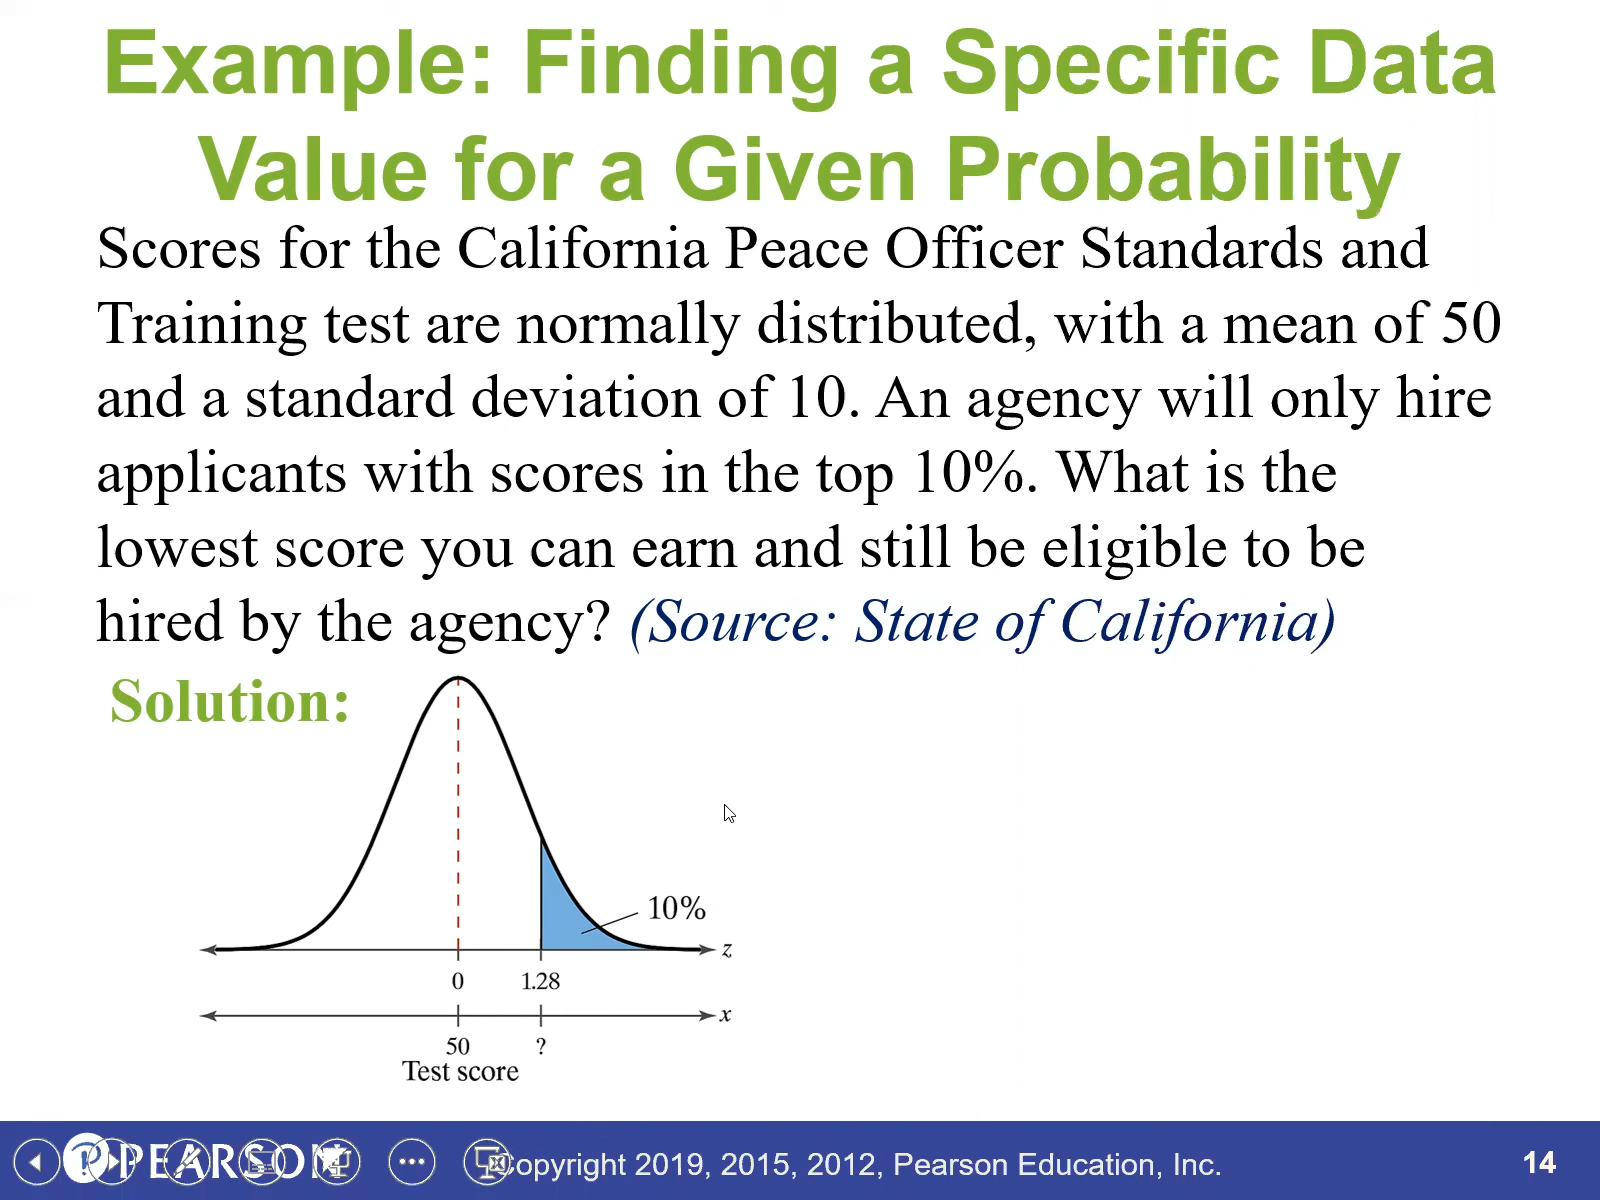 Example: Finding a Specific Data
Value for a Given Probability
Scores for the California Peace Officer Standards and
Training test are normally distributed, with a mean of 50
and a standard deviation of 10. An agency will only hire
applicants with scores in the top 10%. What is the
lowest score you can earn and still be eligible to be
hired by the agency? (Source: State of California)
Solution:
10%
z
0 1.28
x
50 ?
Test score
PEARSON
Copyright 2019, 2015, 2012, Pearson Education, Inc.
14